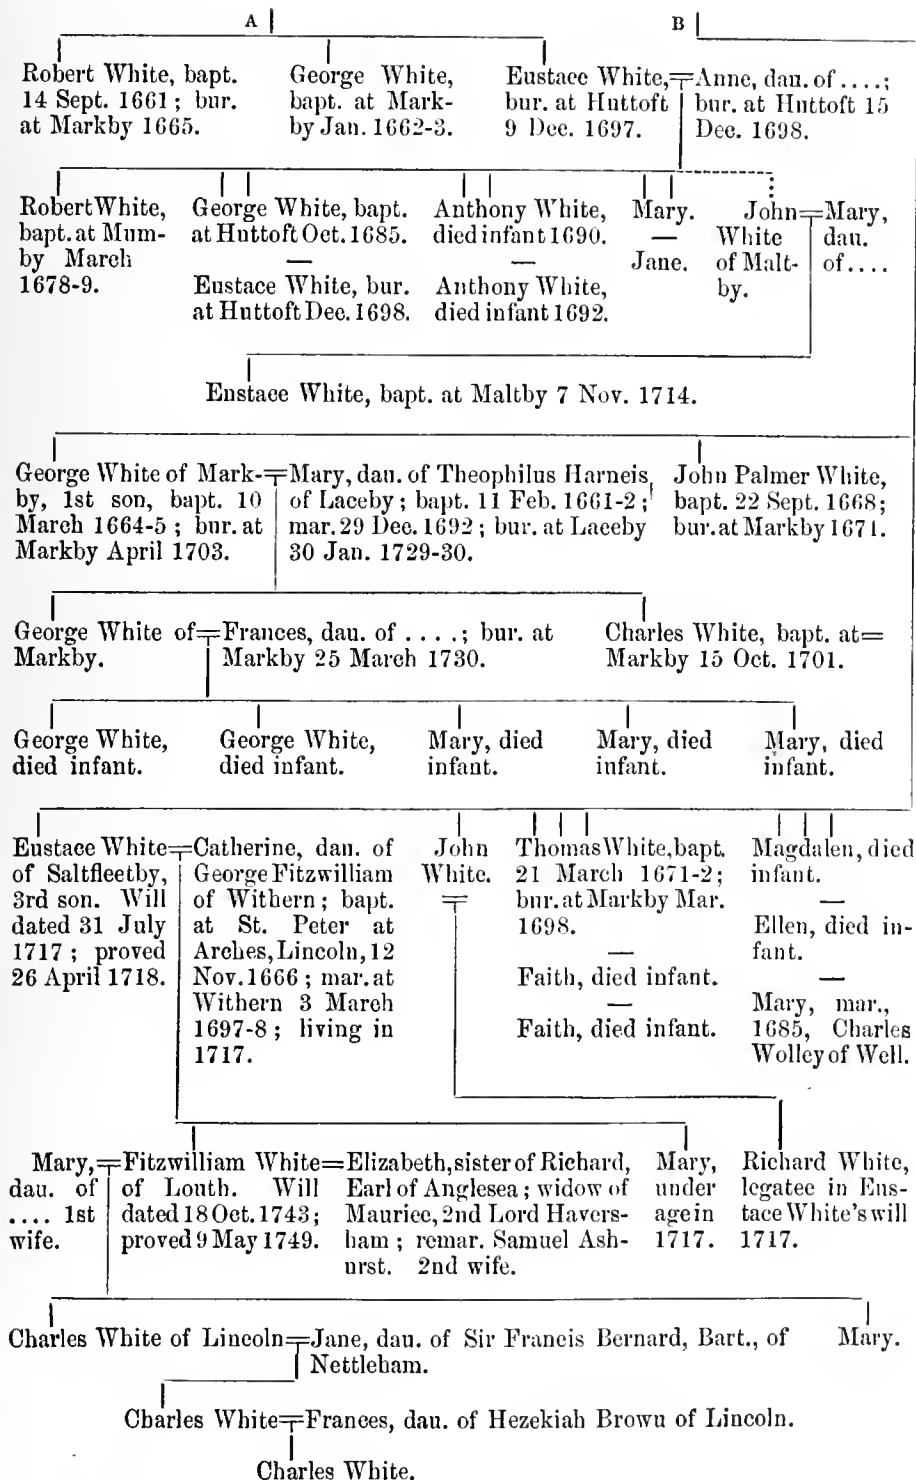 A B
Robert White, bapt.
14 Sept. 1661; bur.
at Markby 1665.
George White,
bapt. at Mark-
by Jan. 1662-3.
Eustace White,
bur. at Huttoft
9 Dec. 1697.
Anne, dau. of ....;
bur. at Huttoft 15
Dec. 1698.
Robert White,
bapt. at Mum-
by March
1678-9.
George White, bapt.
at Huttoft Oct. 1685.
—
Eustace White, bur.
at Huttoft Dec. 1698.
Anthony White,
died infant 1690.
—
Anthony White,
died infant 1692.
Mary.
—
Jane.
John
White
of Malt-
by.
Mary,
dau.
of....
Eustace White, bapt. at Maltby 7 Nov. 1714.
George White of Mark-
by, 1st son, bapt. 10
March 1664-5; bur. at
Markby April 1703.
Mary, dau. of Theophilus Harneis,
of Laceby; bapt. 11 Feb. 1661-2;
mar. 29 Dec. 1692; bur. at Laceby
30 Jan. 1729-30.
John Palmer White,
bapt. 22 Sept. 1668;
bur. at Markby 1671.
George White of
Markby.
Frances, dau. of ....; bur. at
Markby 25 March 1730.
Charles White, bapt. at=
Markby 15 Oct. 1701.
George White,
died infant.
George White,
died infant.
Mary, died
infant.
Mary, died
infant.
Mary, died
infant.
Eustace White
of Saltfleetby,
3rd son. Will
dated 31 July
1717; proved
26 April 1718.
Catherine, dau. of
George Fitzwilliam
of Withern; bapt.
at St. Peter at
Arches, Lincoln, 12
Nov. 1666; mar. at
Withern 3 March
1697-8; living in
1717.
John
White.
Thomas White, bapt.
21 March 1671-2;
bur. at Markby Mar.
1698.
—
Faith, died infant.
—
Faith, died infant.
Magdalen, died
infant.
—
Ellen, died in-
fant.
—
Mary, mar.,
1685, Charles
Wolley of Well.
Mary,
dau. of
.... 1st
wife.
Fitzwilliam White=
of Louth. Will
dated 18 Oct. 1743;
proved 9 May 1749.
Elizabeth, sister of Richard,
Earl of Anglesea; widow of
Maurice, 2nd Lord Haver-
sham; remar. Samuel Ash-
urst. 2nd wife.
Mary,
under
age in
1717.
Richard White,
legatee in Eus-
tace White's will
1717.
Charles White of Lincoln
Jane, dau. of Sir Francis Bernard, Bart., of
Nettleham.
Mary.
Charles White
Frances, dau. of Hezekiah Brown of Lincoln.
Charles White.